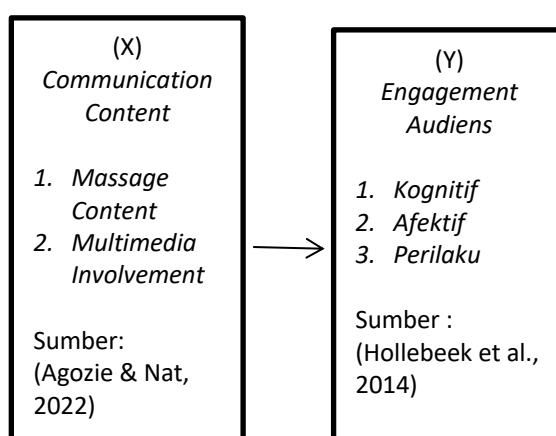 (X)
Communication
Content
1. Massage
Content
2. Multimedia
Involvement
Sumber:
(Agozie & Nat,
2022)
(Y)
Engagement
Audiens
1. Kognitif
2. Afektif
3. Perilaku
Sumber :
(Hollebeek et al.,
2014)